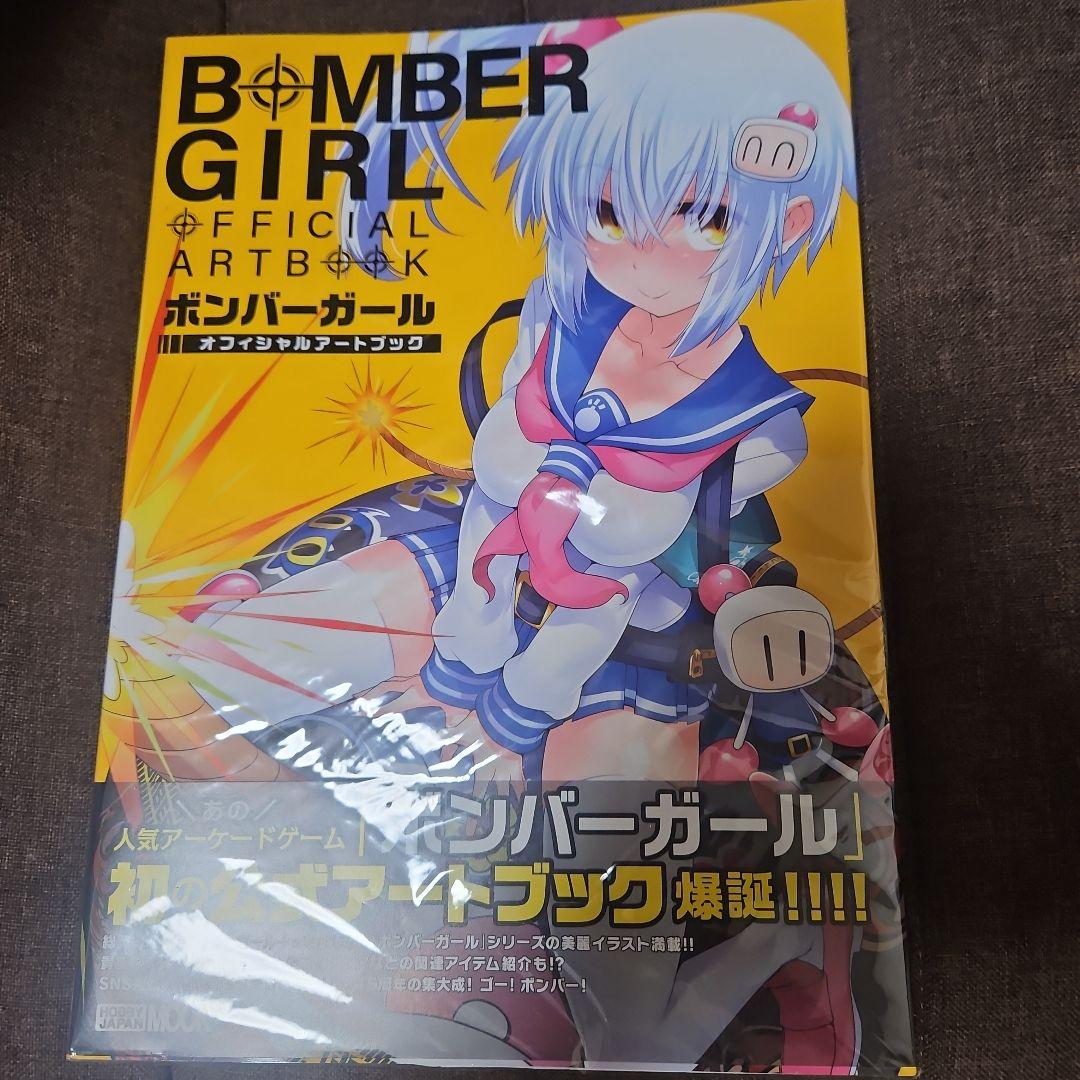 BOMBER
GIRL
OFFICIAL
ARTBOOK
ボンバーガール
オフィシャルアートブック
\あの/
人気アーケードゲーム「ボンバーガール」
初の公式アートブック爆誕!!!!
ボンバーガール」シリーズの美麗イラスト満載!!
との関連アイテム紹介も!?
SNS 周年の集大成! ゴー! ボンバー!
HOBBY
JAPAN
MOOK